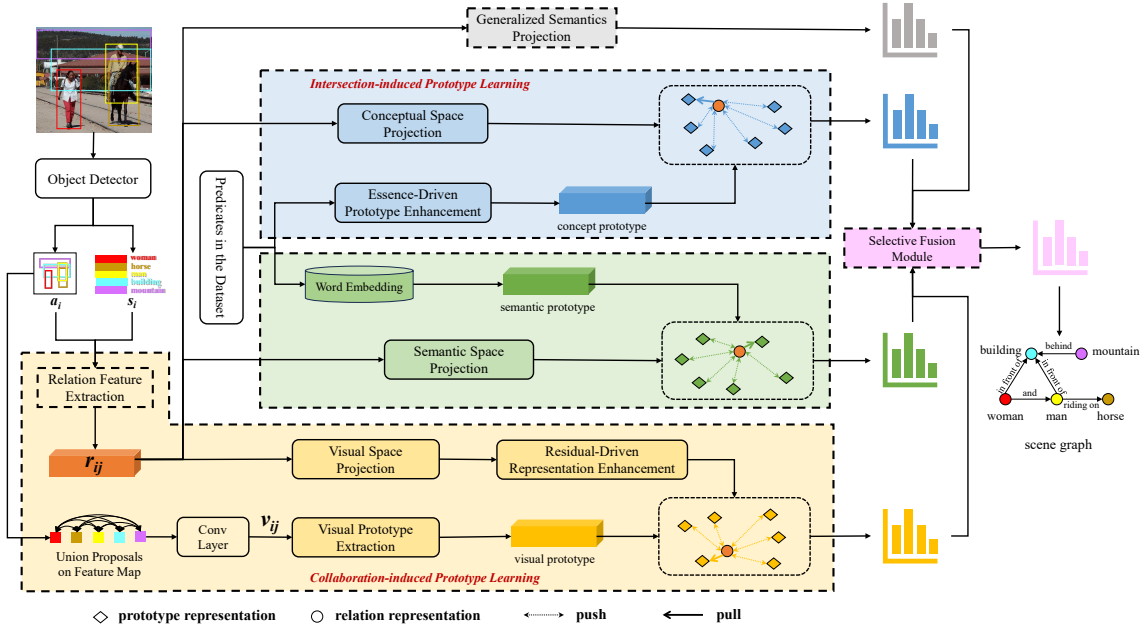 Generalized Semantics
Projection
Intersection-induced Prototype Learning
Conceptual Space
Projection
Object Detector
Predicates in the Dataset
Essence-Driven
Prototype Enhancement
concept prototype
Selective Fusion
Module
woman
horse
man
building
mountain
a_i
s_i
Word Embedding
semantic prototype
Semantic Space
Projection
Relation Feature
Extraction
building
behind
mountain
in front of
in front of
and
riding on
woman
man
horse
scene graph
r_ij
Visual Space
Projection
Residual-Driven
Representation Enhancement
Conv
Layer
v_ij
Visual Prototype
Extraction
visual prototype
Union Proposals
on Feature Map
Collaboration-induced Prototype Learning
prototype representation
relation representation
push
pull